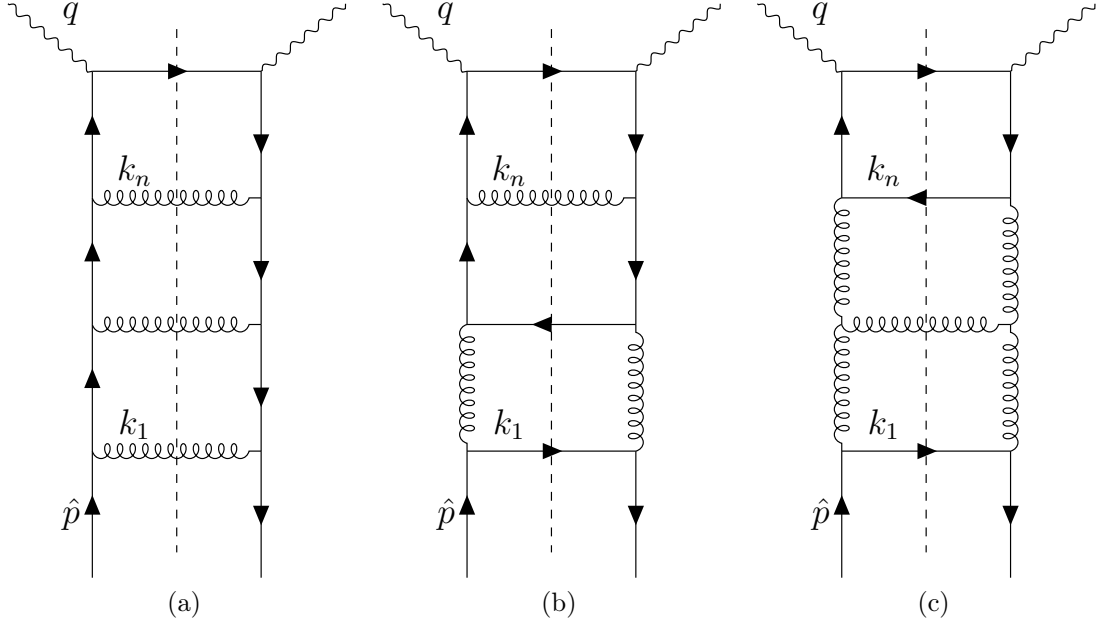 q q q
k_n k_n k_n
k_1 k_1 k_1
p̂ p̂ p̂
(a) (b) (c)